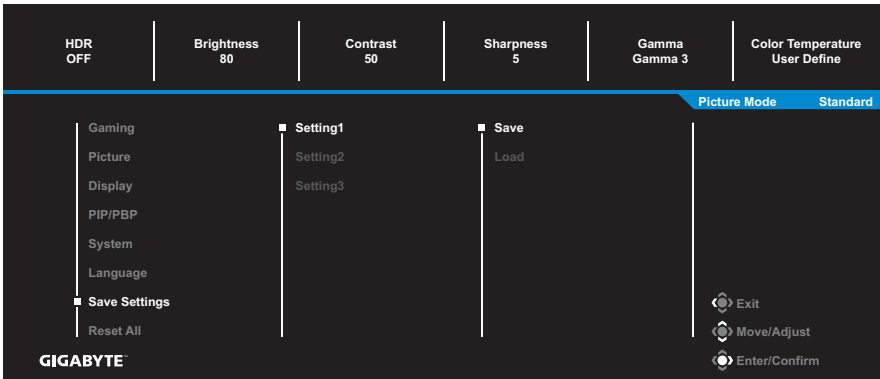 HDR
OFF
Brightness
80
Contrast
50
Sharpness
5
Gamma
Gamma 3
Color Temperature
User Define
Picture Mode Standard
Gaming
Picture
Display
PIP/PBP
System
Language
Save Settings
Reset All
Setting1
Setting2
Setting3
Save
Load
Exit
Move/Adjust
Enter/Confirm
GIGABYTE™